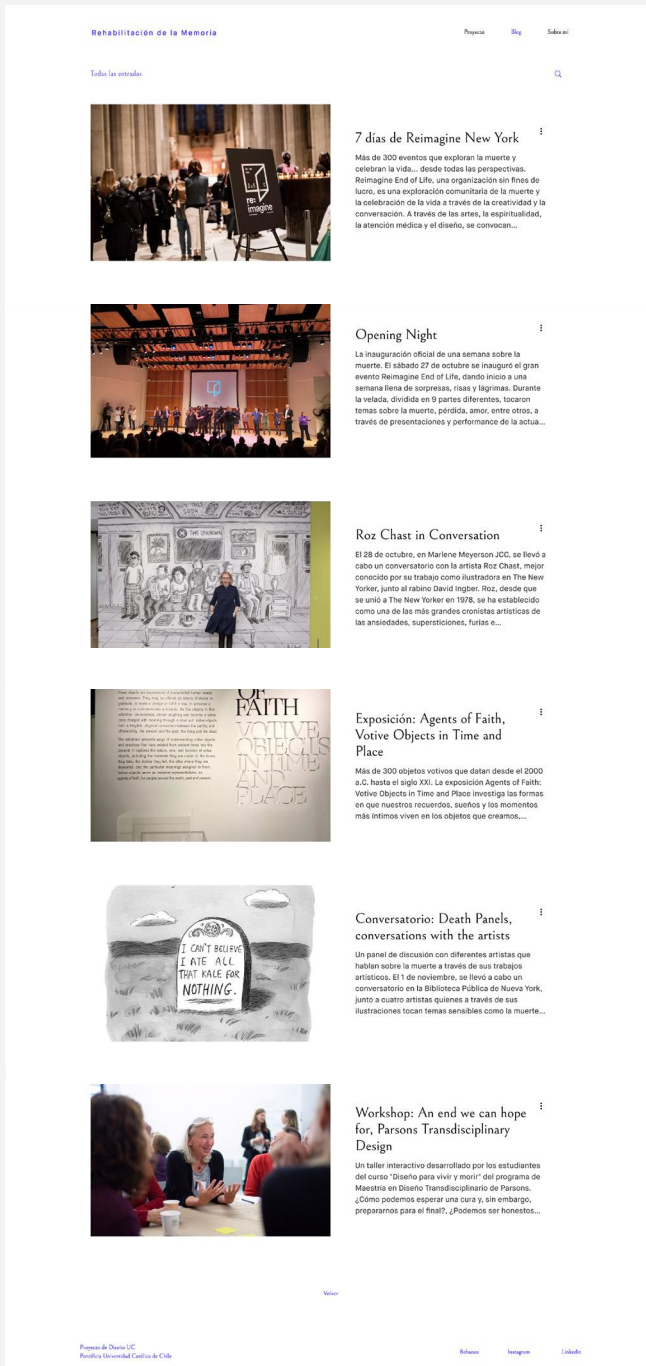 Rehabilitación de la Memoria
Proyecto
Blog
Sobre mí
Todas las entradas
re:
imagine
7 días de Reimagine New York
Más de 300 eventos que exploran la muerte y
celebran la vida... desde todas las perspectivas.
Reimagine End of Life, una organización sin fines de
lucro, es una exploración comunitaria de la muerte y
la celebración de la vida a través de la creatividad y la
conversación. A través de las artes, la espiritualidad,
la atención médica y el diseño, se convocan...
Opening Night
La inauguración oficial de una semana sobre la
muerte. El sábado 27 de octubre se inauguró el gran
evento Reimagine End of Life, dando inicio a una
semana llena de sorpresas, risas y lágrimas. Durante
la velada, dividida en 9 partes diferentes, tocaron
temas sobre la muerte, pérdida, amor, entre otros, a
través de presentaciones y performance de la actua...
SODA
THE UNKNOWN
Roz Chast in Conversation
El 28 de octubre, en Marlene Meyerson JCC, se llevó a
cabo un conversatorio con la artista Roz Chast, mejor
conocido por su trabajo como ilustradora en The New
Yorker, junto al rabino David Ingber. Roz, desde que
se unió a The New Yorker en 1978, se ha establecido
como una de las más grandes cronistas artísticas de
las ansiedades, supersticiones, furias e...
OF
FAITH
VOTIVE
OBJECTS
IN TIME
AND
PLACE
Exposición: Agents of Faith,
Votive Objects in Time and
Place
Más de 300 objetos votivos que datan desde el 2000
a.C. hasta el siglo XXI. La exposición Agents of Faith:
Votive Objects in Time and Place investiga las formas
en que nuestros recuerdos, sueños y los momentos
más íntimos viven en los objetos que creamos,...
I CAN'T BELIEVE
I ATE ALL
THAT KALE FOR
NOTHING.
Conversatorio: Death Panels,
conversations with the artists
Un panel de discusión con diferentes artistas que
hablan sobre la muerte a través de sus trabajos
artísticos. El 1 de noviembre, se llevó a cabo un
conversatorio en la Biblioteca Pública de Nueva York,
junto a cuatro artistas quienes a través de sus
ilustraciones tocan temas sensibles como la muerte...
Workshop: An end we can hope
for, Parsons Transdisciplinary
Design
Un taller interactivo desarrollado por los estudiantes
del curso "Diseño para vivir y morir" del programa de
Maestría en Diseño Transdisciplinario de Parsons.
¿Cómo podemos esperar una cura y, sin embargo,
prepararnos para el final?, ¿Podemos ser honestos...
Volver
Proyecto de Diseño UC
Pontificia Universidad Católica de Chile
Behance
Instagram
LinkedIn